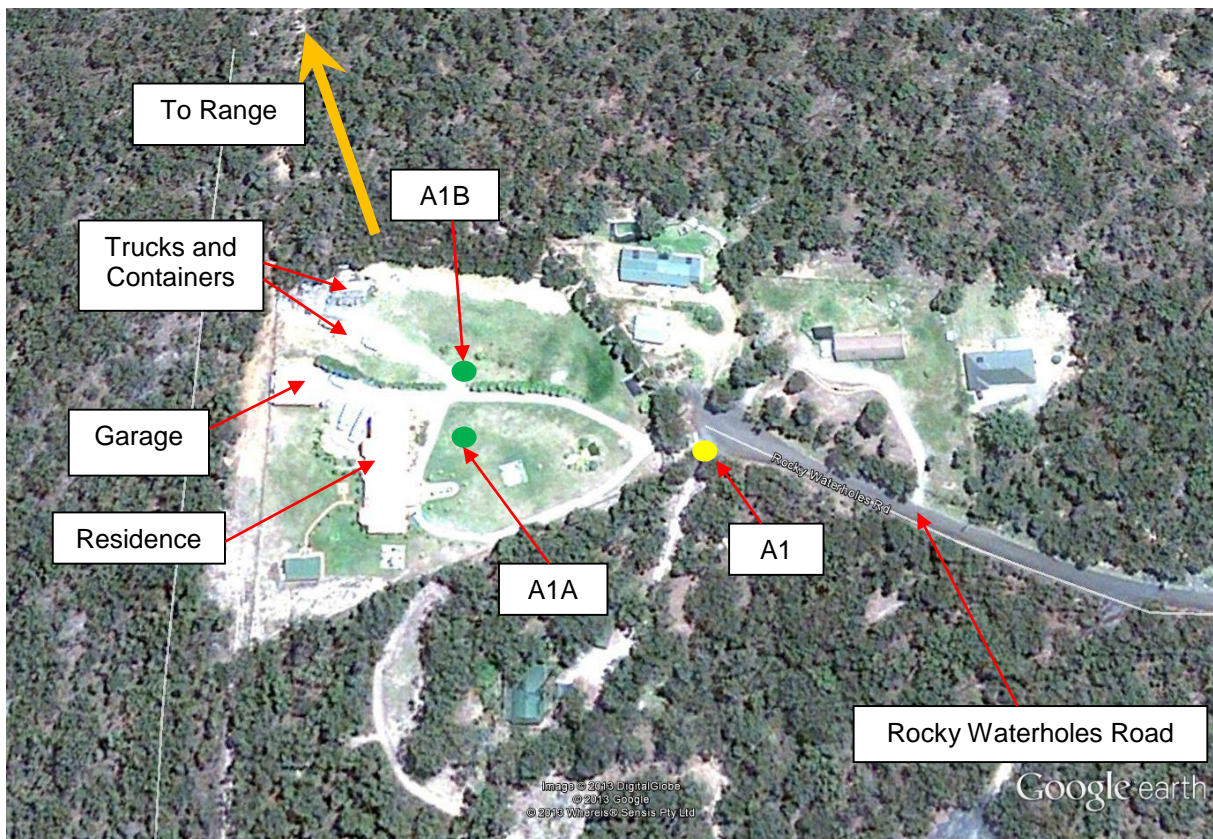 To Range
A1B
Trucks and
Containers
Garage
Residence
A1A
A1
Rocky Waterholes Rd
Rocky Waterholes Road
Image © 2013 DigitalGlobe
© 2013 Google
© 2013 Whereis® Sensis Pty Ltd
Google earth